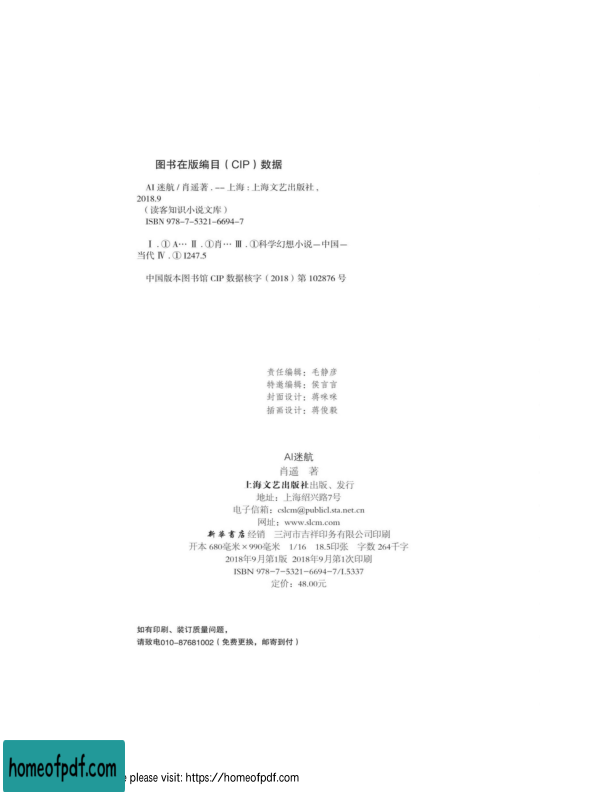 图书在版编目（CIP）数据
AI 迷航 / 肖遥著 . -- 上海 : 上海文艺出版社 ,
2018.9
（读客知识小说文库）
ISBN 978-7-5321-6694-7
Ⅰ . ① A… Ⅱ . ①肖… Ⅲ . ①科学幻想小说－中国－
当代 Ⅳ . ① I247.5
中国版本图书馆 CIP 数据核字（2018）第 102876 号
责任编辑：毛静彦
特邀编辑：侯言言
封面设计：蒋咪咪
插画设计：蒋俊毅
AI迷航
肖遥 著
上海文艺出版社出版、发行
地址：上海绍兴路7号
电子信箱：cslcm@publicl.sta.net.cn
网址：www.slcm.com
新华书店经销 三河市吉祥印务有限公司印刷
开本 680毫米×990毫米 1/16 18.5印张 字数 264千字
2018年9月第1版 2018年9月第1次印刷
ISBN 978-7-5321-6694-7/I.5337
定价：48.00元
如有印刷、装订质量问题，
请致电010-87681002（免费更换，邮寄到付）
homeofpdf.com
please visit: https://homeofpdf.com